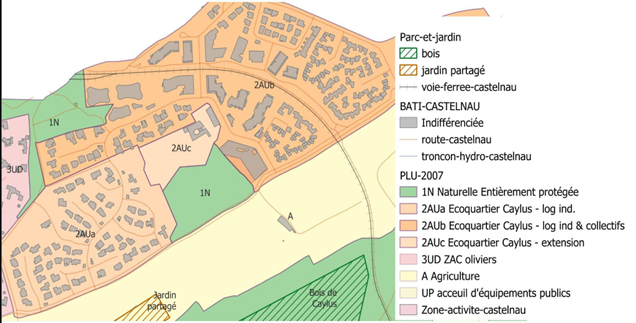 2AUb
1N
2AUc
3UD
1N
A
2AUa
Jardin
partagé
Bois de
Caylus
Parc-et-jardin
bois
jardin partagé
voie-ferree-castelnau
BATI-CASTELNAU
Indifférenciée
route-castelnau
troncon-hydro-castelnau
PLU-2007
1N Naturelle Entièrement protégée
2AUa Ecoquartier Caylus - log ind.
2AUb Ecoquartier Caylus - log ind & collectifs
2AUc Ecoquartier Caylus - extension
3UD ZAC oliviers
A Agriculture
UP acceuil d'équipements publics
Zone-activite-castelnau